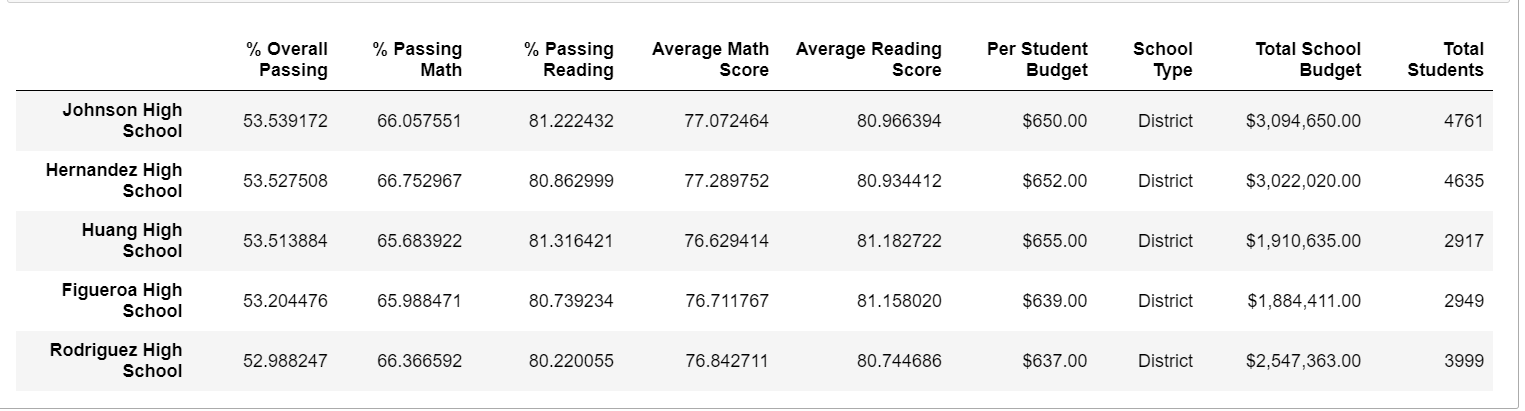 % Overall Passing % Passing Math % Passing Reading Average Math Score Average Reading Score Per Student Budget School Type Total School Budget Total Students
Johnson High School 53.539172 66.057551 81.222432 77.072464 80.966394 $650.00 District $3,094,650.00 4761
Hernandez High School 53.527508 66.752967 80.862999 77.289752 80.934412 $652.00 District $3,022,020.00 4635
Huang High School 53.513884 65.683922 81.316421 76.629414 81.182722 $655.00 District $1,910,635.00 2917
Figueroa High School 53.204476 65.988471 80.739234 76.711767 81.158020 $639.00 District $1,884,411.00 2949
Rodriguez High School 52.988247 66.366592 80.220055 76.842711 80.744686 $637.00 District $2,547,363.00 3999